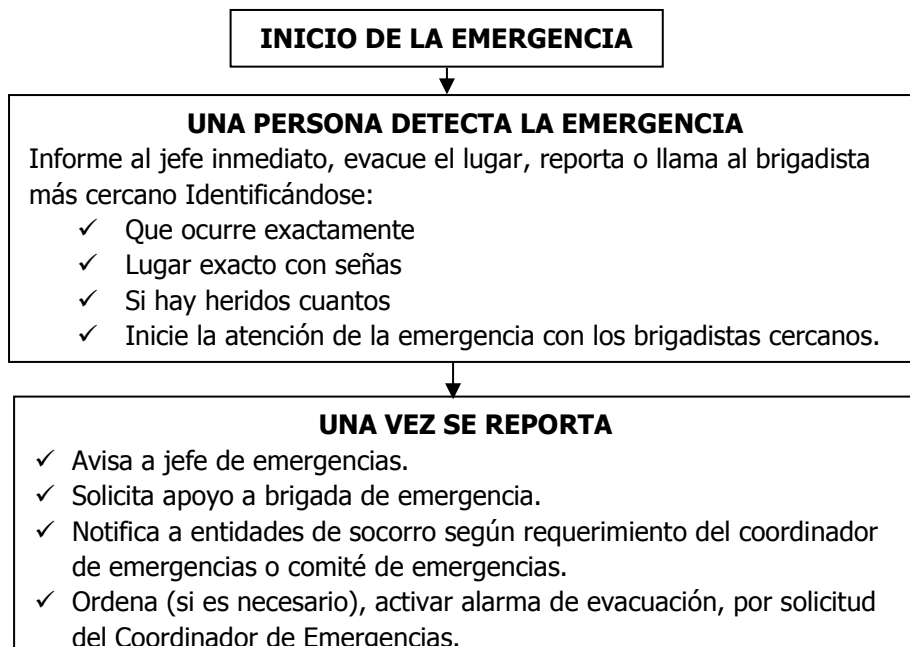 INICIO DE LA EMERGENCIA
UNA PERSONA DETECTA LA EMERGENCIA
Informe al jefe inmediato, evacue el lugar, reporta o llama al brigadista
más cercano Identificándose:
✓ Que ocurre exactamente
✓ Lugar exacto con señas
✓ Si hay heridos cuantos
✓ Inicie la atención de la emergencia con los brigadistas cercanos.
UNA VEZ SE REPORTA
✓ Avisa a jefe de emergencias.
✓ Solicita apoyo a brigada de emergencia.
✓ Notifica a entidades de socorro según requerimiento del coordinador
de emergencias o comité de emergencias.
✓ Ordena (si es necesario), activar alarma de evacuación, por solicitud
del Coordinador de Emergencias.